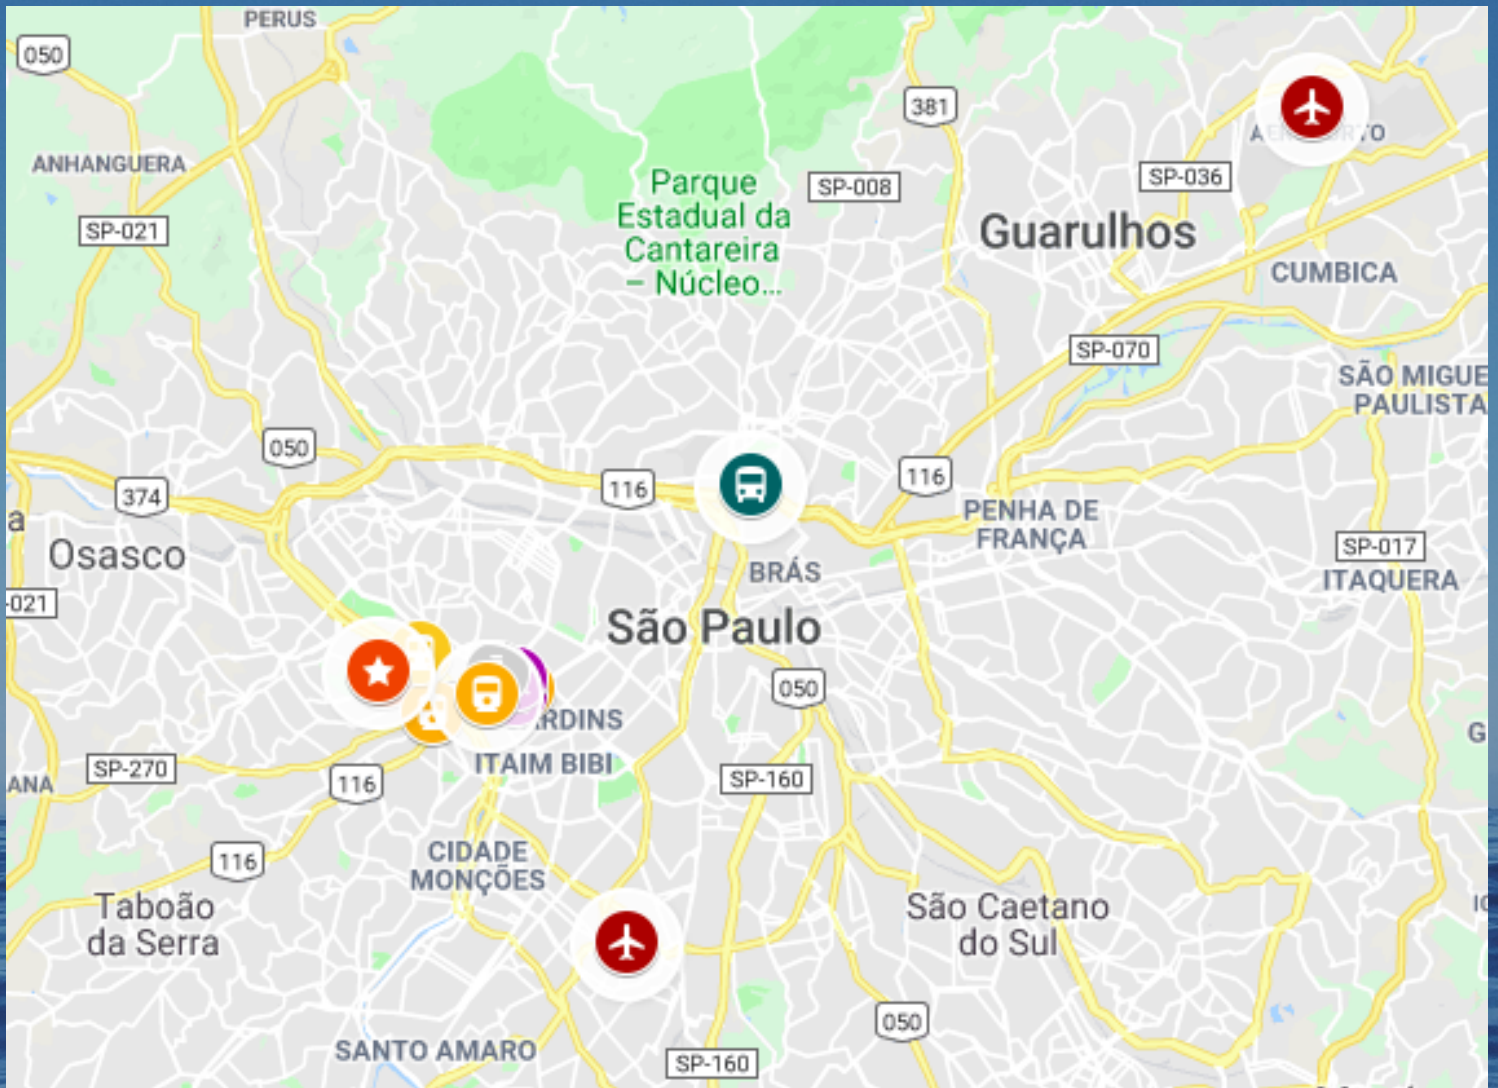 PERUS
050
381
ANHANGUERA
SP-036
SP-008
Parque
Estadual da
Cantareira
– Núcleo...
SP-021
Guarulhos
CUMBICA
SP-070
SÃO MIGUE
PAULISTA
050
374
116
116
PENHA DE
FRANÇA
a
Osasco
SP-017
BRÁS
ITAQUERA
-021
São Paulo
050
RDINS
ITAIM BIBI
G
SP-270
116
SP-160
ANA
116
CIDADE
MONÇÕES
Taboão
da Serra
São Caetano
do Sul
050
SANTO AMARO
SP-160